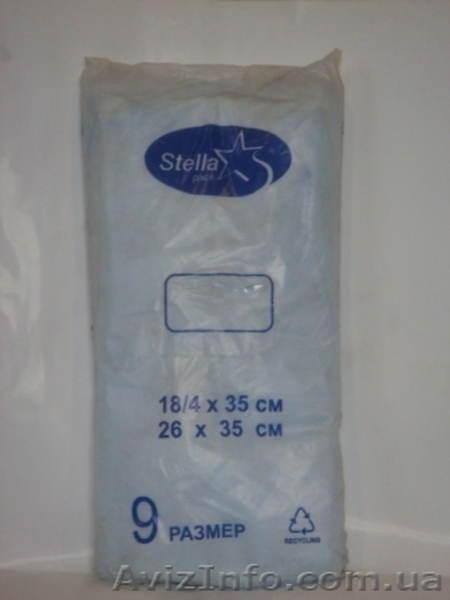 Stella
pack
18/4 x 35 см
26 x 35 см
9 РАЗМЕР
RECYCLING
AvizInfo.com.ua